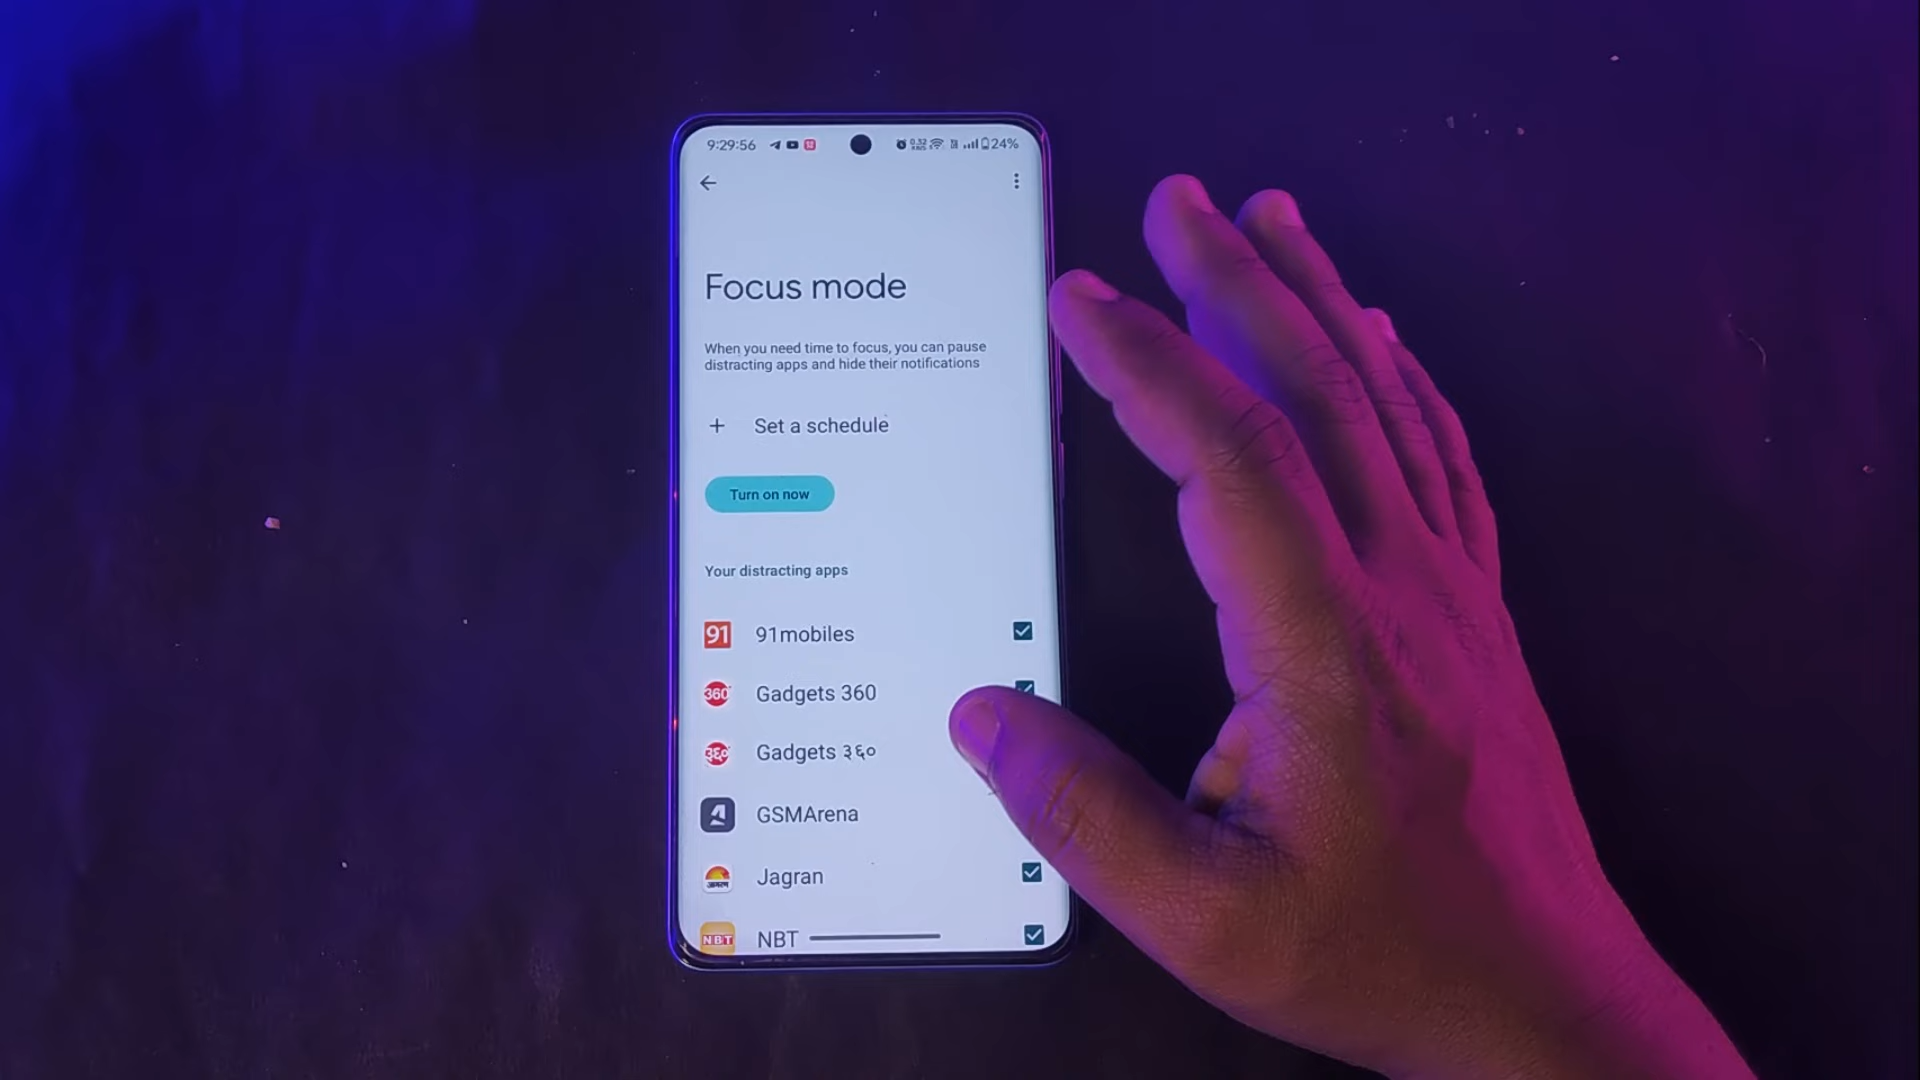 9:29:56
24%
Focus mode
When you need time to focus, you can pause
distracting apps and hide their notifications
+ Set a schedule
Turn on now
Your distracting apps
91 91mobiles
360 Gadgets 360
३६० Gadgets ३६०
GSMArena
जागरण Jagran
NBT NBT